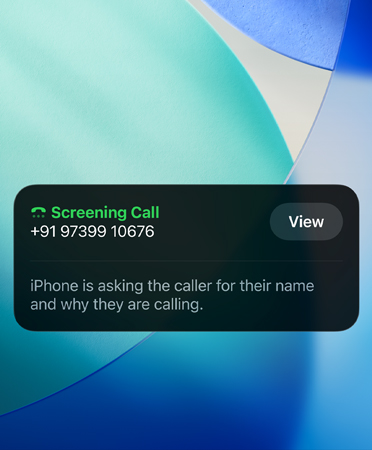 Screening Call
+91 97399 10676
View
iPhone is asking the caller for their name
and why they are calling.